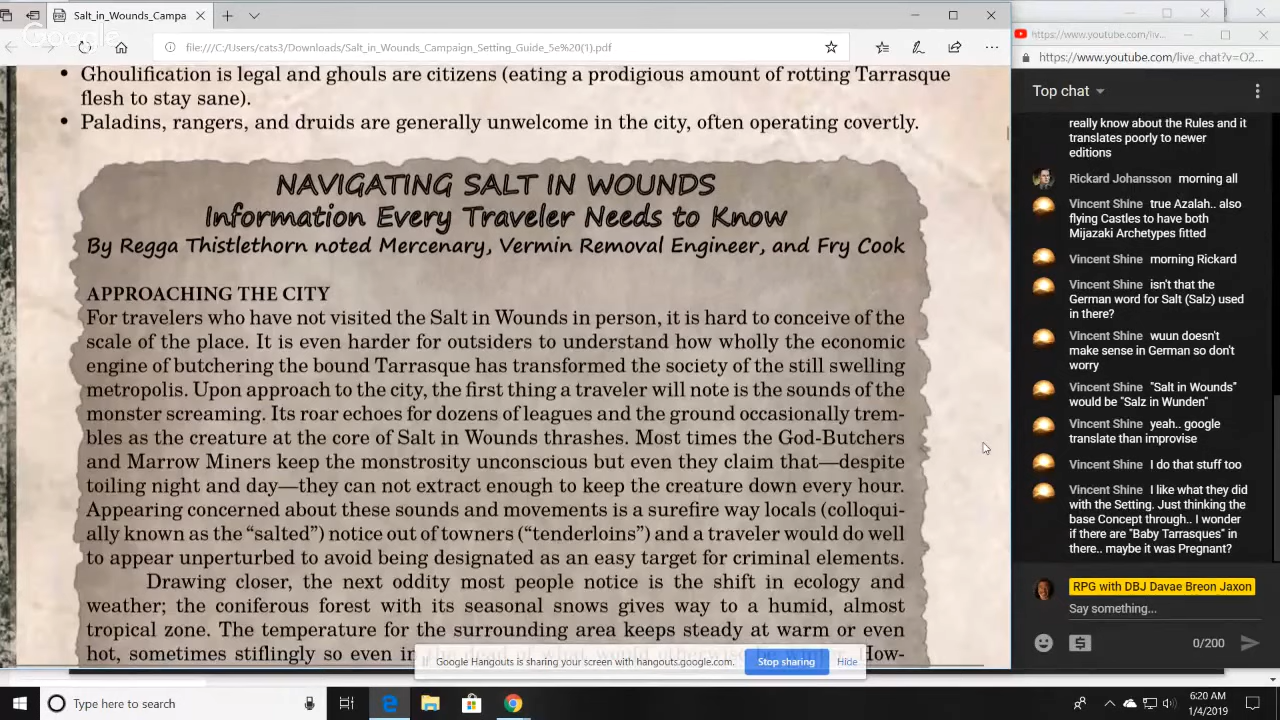 Salt_in_Wounds_Campa
Google
file:///C:/Users/cats3/Downloads/Salt_in_Wounds_Campaign_Setting_Guide_5e%20(1).pdf
• Ghoulification is legal and ghouls are citizens (eating a prodigious amount of rotting Tarrasque
flesh to stay sane).
• Paladins, rangers, and druids are generally unwelcome in the city, often operating covertly.
NAVIGATING SALT IN WOUNDS
Information Every Traveler Needs to Know
By Regga Thistlethorn noted Mercenary, Vermin Removal Engineer, and Fry Cook
APPROACHING THE CITY
For travelers who have not visited the Salt in Wounds in person, it is hard to conceive of the
scale of the place. It is even harder for outsiders to understand how wholly the economic
engine of butchering the bound Tarrasque has transformed the society of the still swelling
metropolis. Upon approach to the city, the first thing a traveler will note is the sounds of the
monster screaming. Its roar echoes for dozens of leagues and the ground occasionally trem-
bles as the creature at the core of Salt in Wounds thrashes. Most times the God-Butchers
and Marrow Miners keep the monstrosity unconscious but even they claim that—despite
toiling night and day—they can not extract enough to keep the creature down every hour.
Appearing concerned about these sounds and movements is a surefire way locals (colloqui-
ally known as the “salted”) notice out of towners (“tenderloins”) and a traveler would do well
to appear unperturbed to avoid being designated as an easy target for criminal elements.
Drawing closer, the next oddity most people notice is the shift in ecology and
weather; the coniferous forest with its seasonal snows gives way to a humid, almost
tropical zone. The temperature for the surrounding area keeps steady at warm or even
hot, sometimes stiflingly so even in the dead of what would otherwise be winter. How-
Google Hangouts is sharing your screen with hangouts.google.com.
Stop sharing
Hide
https://www.youtube.com/liv...
https://www.youtube.com/live_chat?v=O2...
Top chat
really know about the Rules and it
translates poorly to newer
editions
Rickard Johansson morning all
Vincent Shine true Azalah.. also
flying Castles to have both
Mijazaki Archetypes fitted
Vincent Shine morning Rickard
Vincent Shine isn't that the
German word for Salt (Salz) used
in there?
Vincent Shine wuun doesn't
make sense in German so don't
worry
Vincent Shine "Salt in Wounds"
would be "Salz in Wunden"
Vincent Shine yeah.. google
translate than improvise
Vincent Shine I do that stuff too
Vincent Shine I like what they did
with the Setting. Just thinking the
base Concept through.. I wonder
if there are "Baby Tarrasques" in
there.. maybe it was Pregnant?
RPG with DBJ Davae Breon Jaxon
Say something...
0/200
Type here to search
6:20 AM
1/4/2019